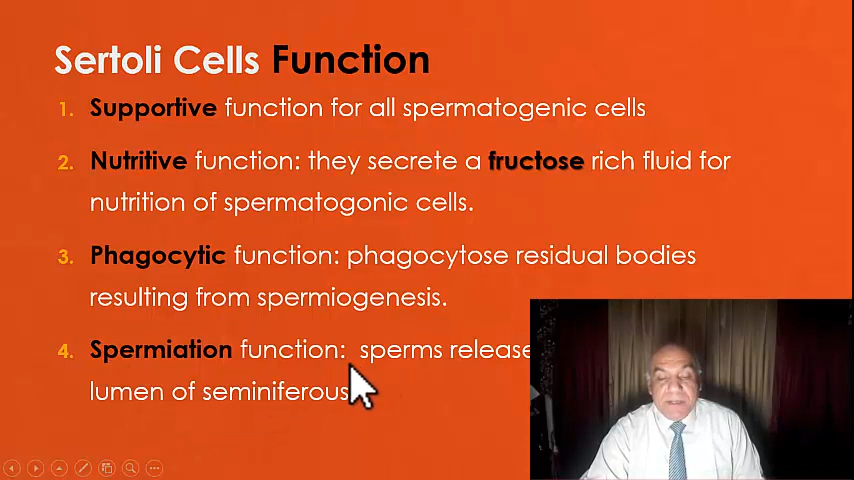 Sertoli Cells Function
1. Supportive function for all spermatogenic cells
2. Nutritive function: they secrete a fructose rich fluid for
nutrition of spermatogonic cells.
3. Phagocytic function: phagocytose residual bodies
resulting from spermiogenesis.
4. Spermiation function: sperms release
lumen of seminiferous